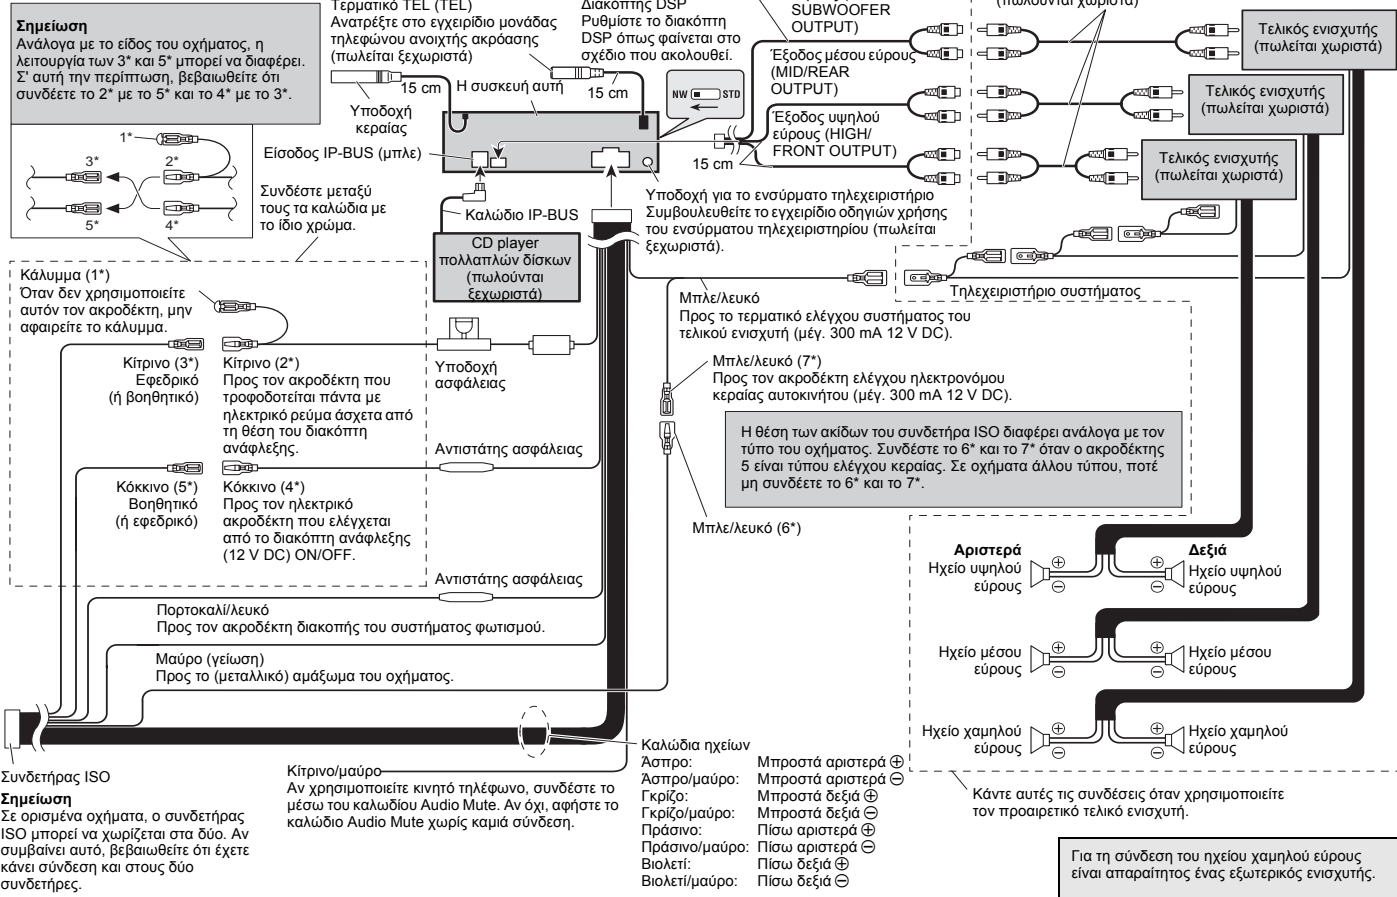 Σημείωση
Ανάλογα με το είδος του οχήματος, η
λειτουργία των 3* και 5* μπορεί να διαφέρει.
Σ' αυτή την περίπτωση, βεβαιωθείτε ότι
συνδέετε το 2* με το 5* και το 4* με το 3*.
1*
3*
2*
5*
4*
Τερματικό TEL (TEL)
Ανατρέξτε στο εγχειρίδιο μονάδας
τηλεφώνου ανοιχτής ακρόασης
(πωλείται ξεχωριστά)
15 cm
Υποδοχή
κεραίας
Η συσκευή αυτή
Διακόπτης DSP
Ρυθμίστε το διακόπτη
DSP όπως φαίνεται στο
σχέδιο που ακολουθεί.
15 cm
NW
STD
SUBWOOFER
OUTPUT)
Έξοδος μέσου εύρους
(MID/REAR
OUTPUT)
Έξοδος υψηλού
εύρους (HIGH/
FRONT OUTPUT)
15 cm
(πωλούνται χωριστά)
Τελικός ενισχυτής
(πωλείται χωριστά)
Τελικός ενισχυτής
(πωλείται χωριστά)
Τελικός ενισχυτής
(πωλείται χωριστά)
Είσοδος IP-BUS (μπλε)
Συνδέστε μεταξύ
τους τα καλώδια με
το ίδιο χρώμα.
Καλώδιο IP-BUS
CD player
πολλαπλών δίσκων
(πωλούνται
ξεχωριστά)
Υποδοχή για το ενσύρματο τηλεχειριστήριο
Συμβουλευθείτε το εγχειρίδιο οδηγιών χρήσης
του ενσύρματου τηλεχειριστηρίου (πωλείται
ξεχωριστά).
Τηλεχειριστήριο συστήματος
Μπλε/λευκό
Προς το τερματικό ελέγχου συστήματος του
τελικού ενισχυτή (μέγ. 300 mA 12 V DC).
Μπλε/λευκό (7*)
Προς τον ακροδέκτη ελέγχου ηλεκτρονόμου
κεραίας αυτοκινήτου (μέγ. 300 mA 12 V DC).
Η θέση των ακίδων του συνδετήρα ISO διαφέρει ανάλογα με τον
τύπο του οχήματος. Συνδέστε το 6* και το 7* όταν ο ακροδέκτης
5 είναι τύπου ελέγχου κεραίας. Σε οχήματα άλλου τύπου, ποτέ
μη συνδέετε το 6* και το 7*.
Μπλε/λευκό (6*)
Κάλυμμα (1*)
Όταν δεν χρησιμοποιείτε
αυτόν τον ακροδέκτη, μην
αφαιρείτε το κάλυμμα.
Κίτρινο (3*)
Εφεδρικό
(ή βοηθητικό)
Κίτρινο (2*)
Προς τον ακροδέκτη που
τροφοδοτείται πάντα με
ηλεκτρικό ρεύμα άσχετα από
τη θέση του διακόπτη
ανάφλεξης.
Υποδοχή
ασφάλειας
Αντιστάτης ασφάλειας
Κόκκινο (5*)
Βοηθητικό
(ή εφεδρικό)
Κόκκινο (4*)
Προς τον ηλεκτρικό
ακροδέκτη που ελέγχεται
από το διακόπτη ανάφλεξης
(12 V DC) ON/OFF.
Αντιστάτης ασφάλειας
Πορτοκαλί/λευκό
Προς τον ακροδέκτη διακοπής του συστήματος φωτισμού.
Μαύρο (γείωση)
Προς το (μεταλλικό) αμάξωμα του οχήματος.
Αριστερά
Ηχείο υψηλού
εύρους
⊕
⊖
Δεξιά
Ηχείο υψηλού
εύρους
⊕
⊖
Ηχείο μέσου
εύρους
⊕
⊖
Ηχείο μέσου
εύρους
⊕
⊖
Ηχείο χαμηλού
εύρους
⊕
⊖
Ηχείο χαμηλού
εύρους
⊕
⊖
Κάντε αυτές τις συνδέσεις όταν χρησιμοποιείτε
τον προαιρετικό τελικό ενισχυτή.
Συνδετήρας ISO
Σημείωση
Σε ορισμένα οχήματα, ο συνδετήρας
ISO μπορεί να χωρίζεται στα δύο. Αν
συμβαίνει αυτό, βεβαιωθείτε ότι έχετε
κάνει σύνδεση και στους δύο
συνδετήρες.
Κίτρινο/μαύρο
Αν χρησιμοποιείτε κινητό τηλέφωνο, συνδέστε το
μέσω του καλωδίου Audio Mute. Αν όχι, αφήστε το
καλώδιο Audio Mute χωρίς καμιά σύνδεση.
Καλώδια ηχείων
Άσπρο: Μπροστά αριστερά ⊕
Άσπρο/μαύρο: Μπροστά αριστερά ⊖
Γκρίζο: Μπροστά δεξιά ⊕
Γκρίζο/μαύρο: Μπροστά δεξιά ⊖
Πράσινο: Πίσω αριστερά ⊕
Πράσινο/μαύρο: Πίσω αριστερά ⊖
Βιολετί: Πίσω δεξιά ⊕
Βιολετί/μαύρο: Πίσω δεξιά ⊖
Για τη σύνδεση του ηχείου χαμηλού εύρους
είναι απαραίτητος ένας εξωτερικός ενισχυτής.